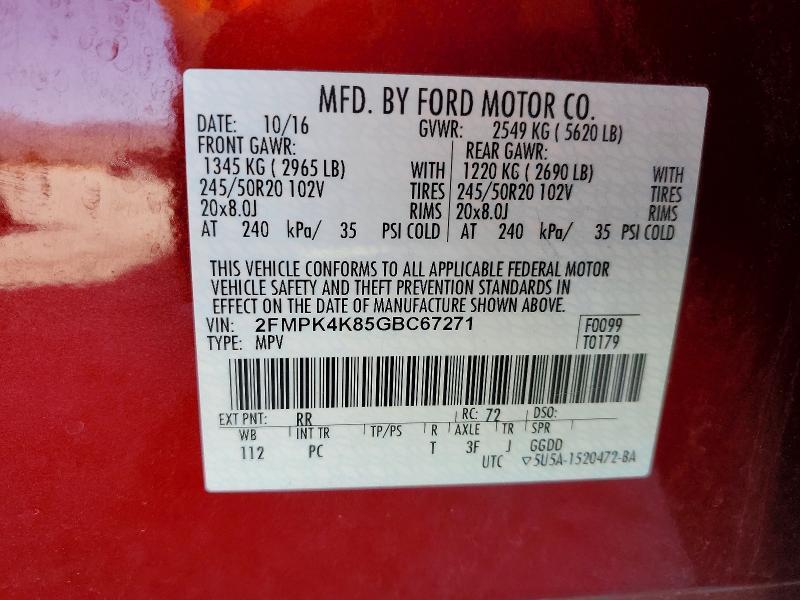 MFD. BY FORD MOTOR CO.
DATE: 10/16 GVWR: 2549 KG ( 5620 LB)
FRONT GAWR: REAR GAWR:
1345 KG ( 2965 LB) WITH 1220 KG ( 2690 LB) WITH
245/50R20 102V TIRES 245/50R20 102V TIRES
20x8.0J RIMS 20x8.0J RIMS
AT 240 kPa/ 35 PSI COLD AT 240 kPa/ 35 PSI COLD
THIS VEHICLE CONFORMS TO ALL APPLICABLE FEDERAL MOTOR
VEHICLE SAFETY AND THEFT PREVENTION STANDARDS IN
EFFECT ON THE DATE OF MANUFACTURE SHOWN ABOVE.
VIN: 2FMPK4K85GBC67271 F0099
TYPE: MPV T0179
EXT PNT: RR RC: 72 DSO:
WB INT TR TP/PS R AXLE TR SPR
112 PC T 3F J GGDD
UTC ▽5U5A-1520472-BA